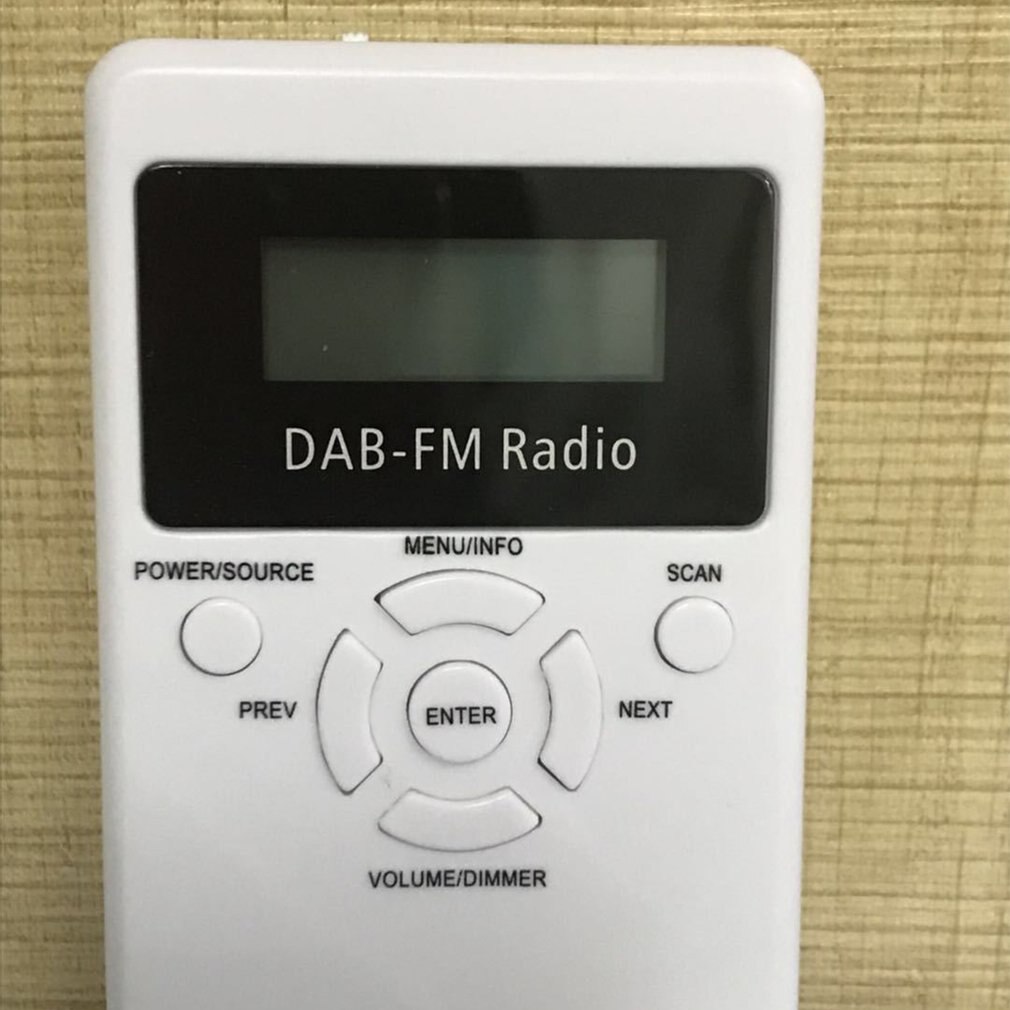 DAB-FM Radio
MENU/INFO
POWER/SOURCE
SCAN
PREV
ENTER
NEXT
VOLUME/DIMMER